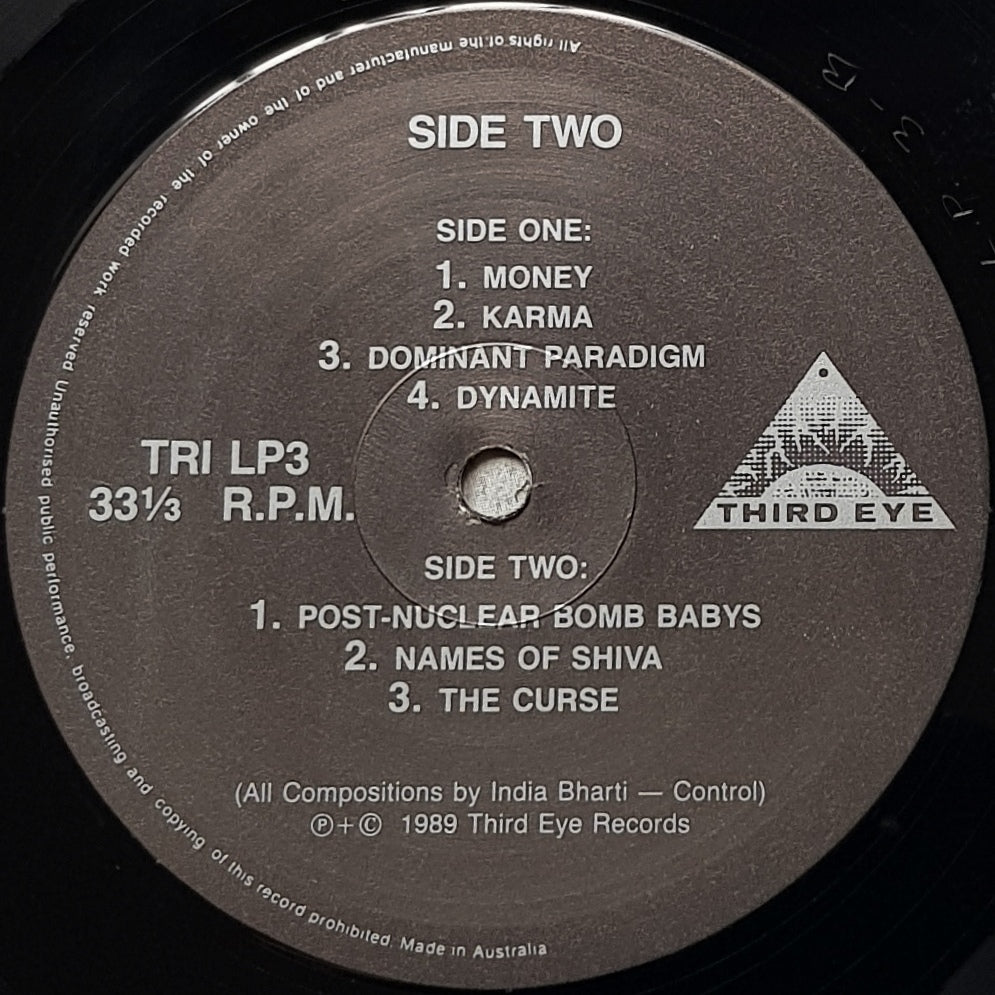 SIDE TWO
SIDE ONE:
1. MONEY
2. KARMA
3. DOMINANT PARADIGM
4. DYNAMITE
TRI LP3
33⅓ R.P.M.
THIRD EYE
SIDE TWO:
1. POST-NUCLEAR BOMB BABYS
2. NAMES OF SHIVA
3. THE CURSE
(All Compositions by India Bharti — Control)
℗+© 1989 Third Eye Records
All rights of the manufacturer and of the owner of the recorded work reserved Unauthorised public performance, broadcasting and copying of this record prohibited. Made in Australia
P. 3-B